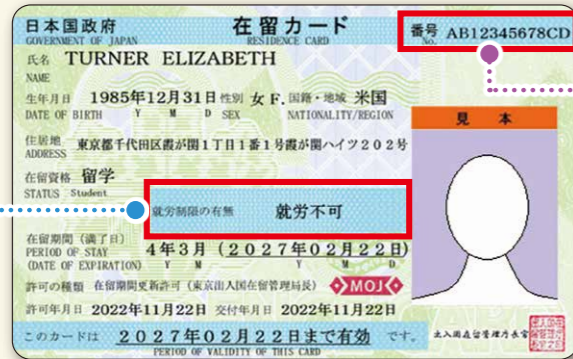 日本国政府 在留カード 番号 AB12345678CD
GOVERNMENT OF JAPAN RESIDENCE CARD No.
氏名 TURNER ELIZABETH
NAME
生年月日 1985年12月31日 性別 女 F. 国籍・地域 米国
DATE OF BIRTH Y M D SEX NATIONALITY/REGION
見本
住居地 東京都千代田区霞が関1丁目1番1号霞が関ハイツ202号
ADDRESS
在留資格 留学
STATUS Student
就労制限の有無 就労不可
在留期間(満了日) 4年3月(2027年02月22日)
PERIOD OF STAY
(DATE OF EXPIRATION) Y M Y M D
許可の種類 在留期間更新許可(東京出入国在留管理局長) MOJ
許可年月日 2022年11月22日 交付年月日 2022年11月22日
このカードは 2027年02月22日まで有効 です。 出入国在留管理庁長官
PERIOD OF VALIDITY OF THIS CARD